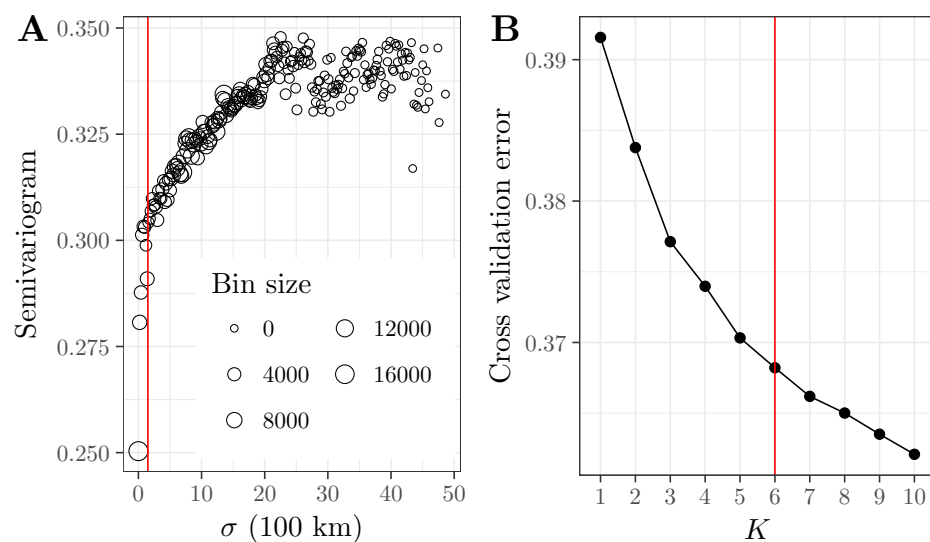 A
Semivariogram
0.350
0.325
0.300
0.275
0.250
Bin size
0
4000
8000
12000
16000
0 10 20 30 40 50
σ (100 km)
B
Cross validation error
0.39
0.38
0.37
1 2 3 4 5 6 7 8 9 10
K